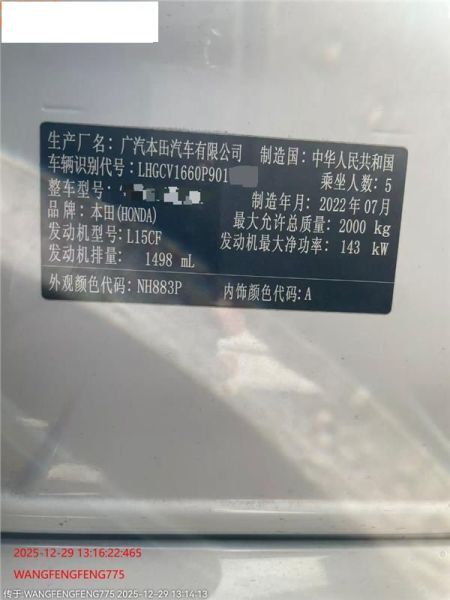 生产厂名：广汽本田汽车有限公司 制造国：中华人民共和国
车辆识别代号：LHGCV1660P901 乘坐人数：5
整车型号： 制造年月：2022年07月
品牌：本田(HONDA) 最大允许总质量：2000 kg
发动机型号：L15CF 发动机最大净功率：143 kW
发动机排量：1498 mL
外观颜色代码：NH883P 内饰颜色代码：A
2025-12-29 13:16:22:465
WANGFENGFENG775
传于 WANGFENGFENG775 2025-12-29 13:14:13